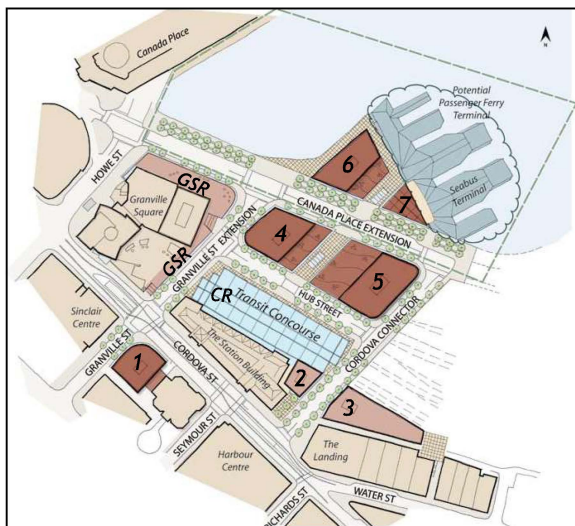 Canada Place
N
Potential
Passenger Ferry
Terminal
HOWE ST
GSR
6
Seabus
Terminal
7
Granville
Square
CANADA PLACE EXTENSION
4
GRANVILLE ST EXTENSION
GSR
5
HUB STREET
CR
Transit Concourse
CORDOVA CONNECTOR
Sinclair
Centre
The Station Building
GRANVILLE ST
1
CORDOVA ST
2
3
SEYMOUR ST
The
Landing
Harbour
Centre
WATER ST
RICHARDS ST